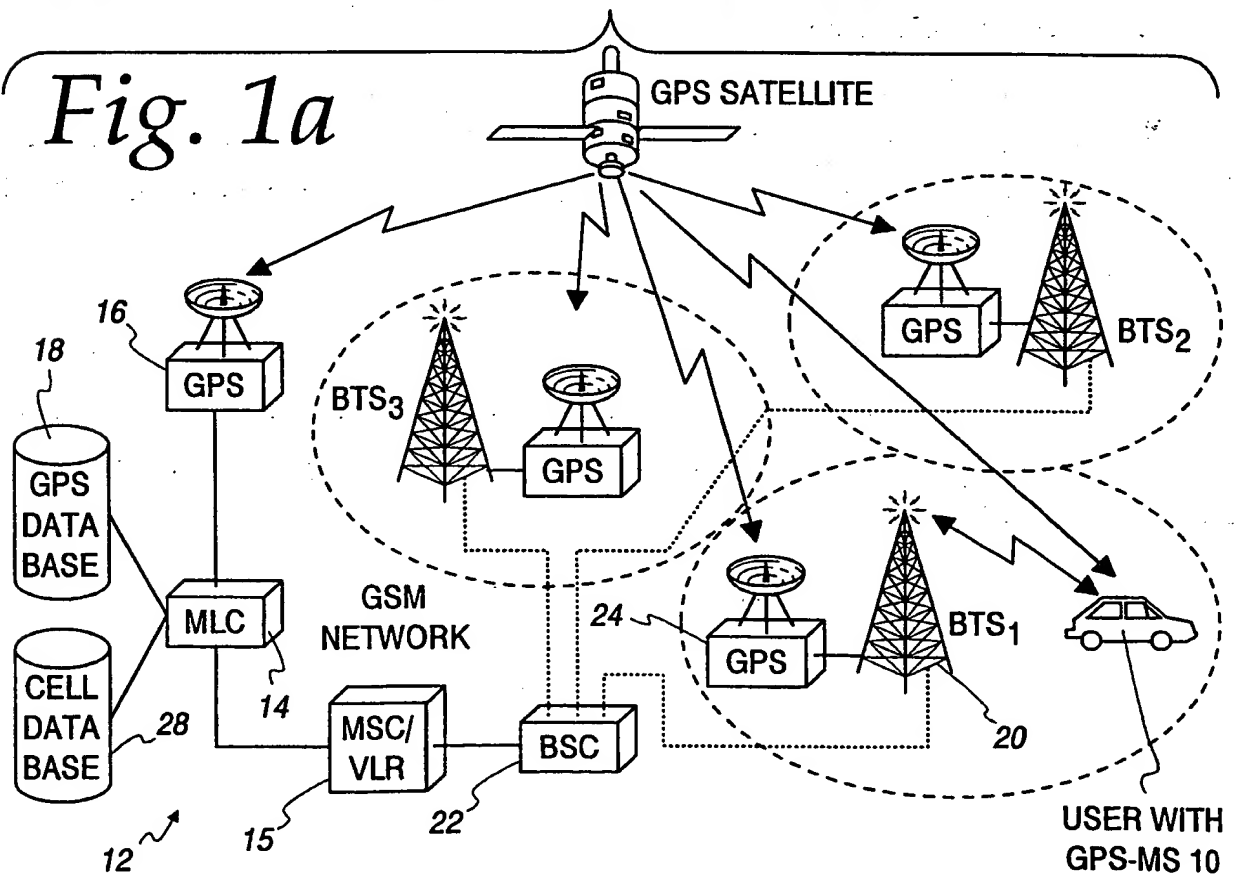 Fig. 1a
GPS SATELLITE
16
GPS
18
GPS
DATA
BASE
BTS3
GPS
GPS
BTS2
MLC
14
GSM
NETWORK
24
GPS
BTS1
20
CELL
DATA
BASE
28
MSC/
VLR
15
BSC
22
12
USER WITH
GPS-MS 10